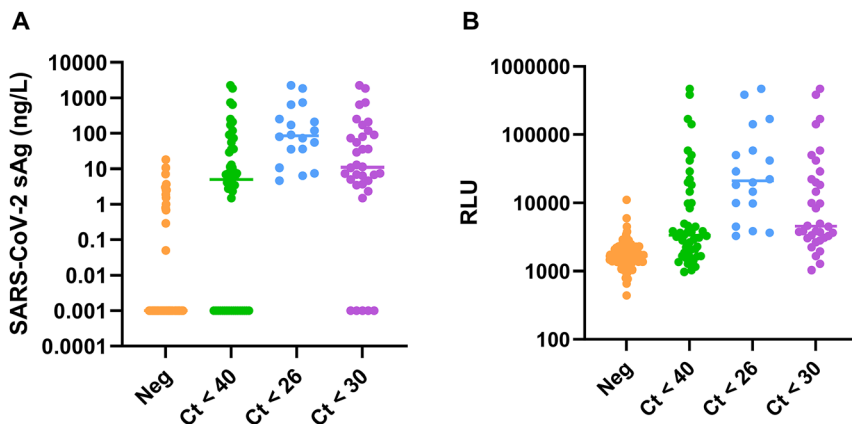 A
SARS-CoV-2 sAg (ng/L)
10000
1000
100
10
1
0.1
0.01
0.001
0.0001
Neg
Ct < 40
Ct < 26
Ct < 30
B
RLU
1000000
100000
10000
1000
100
Neg
Ct < 40
Ct < 26
Ct < 30